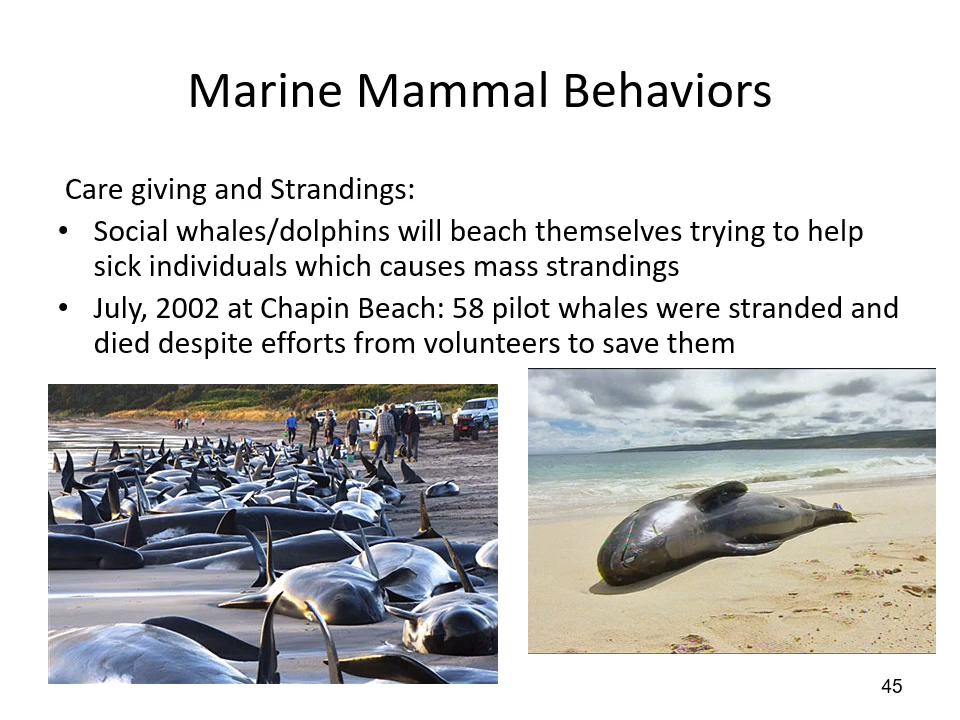 Marine Mammal Behaviors
Care giving and Strandings:
• Social whales/dolphins will beach themselves trying to help
sick individuals which causes mass strandings
• July, 2002 at Chapin Beach: 58 pilot whales were stranded and
died despite efforts from volunteers to save them
45